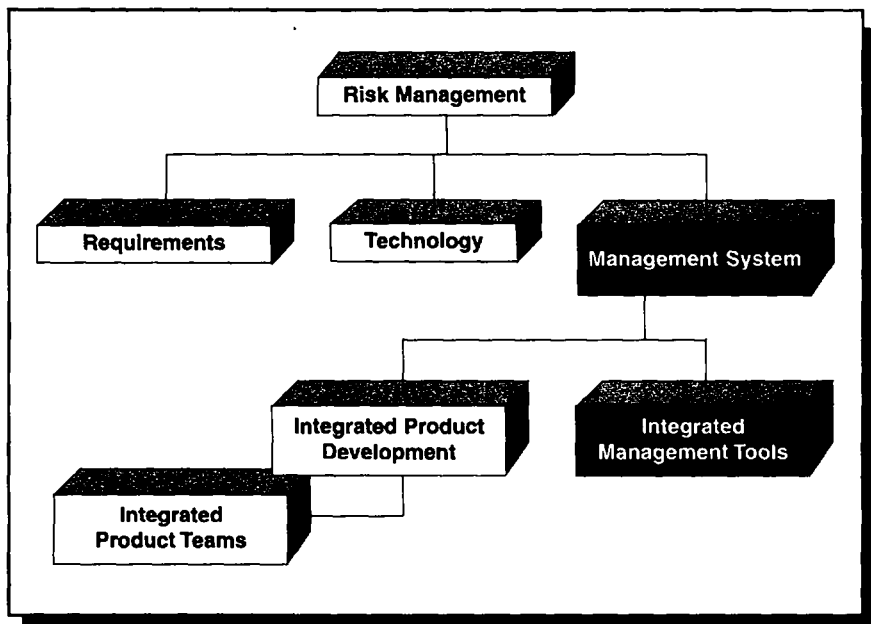 Risk Management
Requirements
Technology
Management System
Integrated Product
Development
Integrated
Management Tools
Integrated
Product Teams